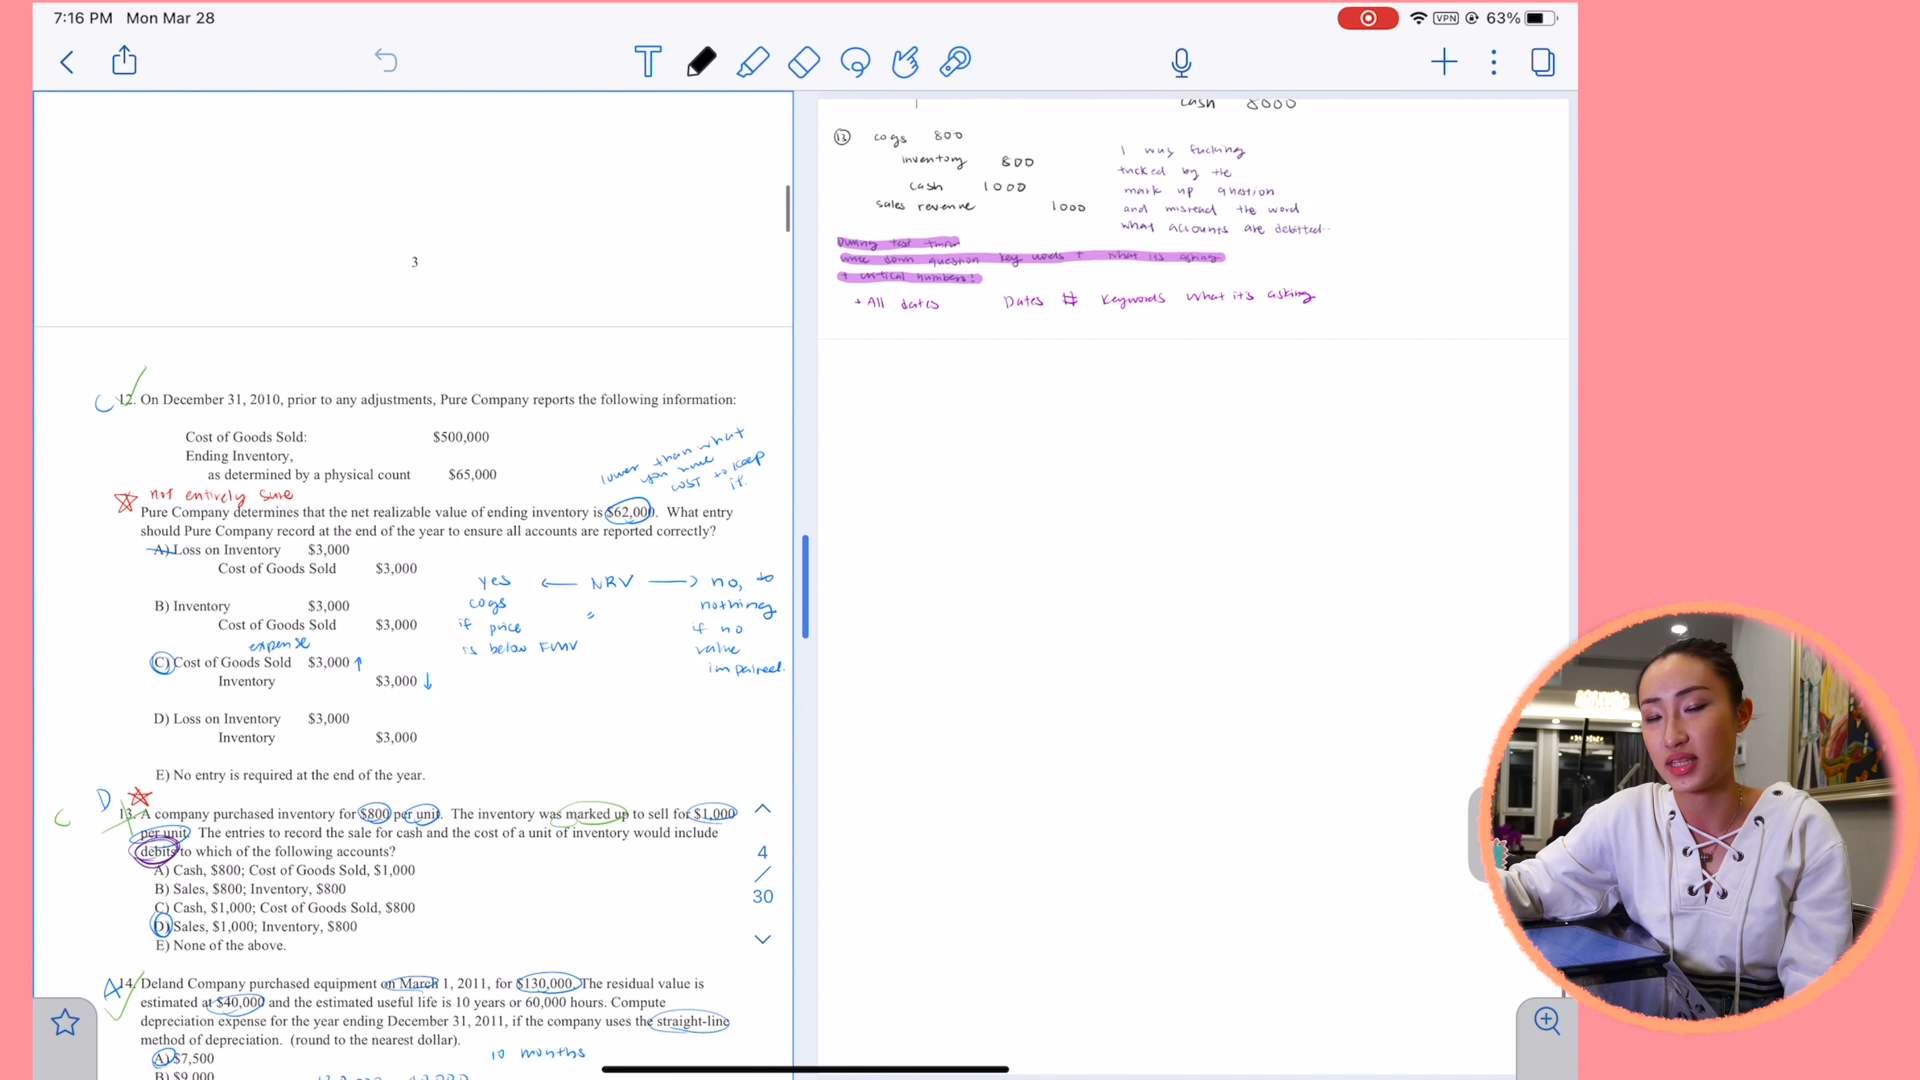 7:16 PM Mon Mar 28
VPN 63%
3
C 12. On December 31, 2010, prior to any adjustments, Pure Company reports the following information:
Cost of Goods Sold: $500,000
Ending Inventory,
as determined by a physical count $65,000
lower than what
you have
cost to keep
it.
not entirely sure
Pure Company determines that the net realizable value of ending inventory is $62,000. What entry
should Pure Company record at the end of the year to ensure all accounts are reported correctly?
A) Loss on Inventory $3,000
Cost of Goods Sold $3,000
B) Inventory $3,000
Cost of Goods Sold $3,000
expense
C) Cost of Goods Sold $3,000 ↑
Inventory $3,000 ↓
D) Loss on Inventory $3,000
Inventory $3,000
E) No entry is required at the end of the year.
yes ← NRV → no, to
cogs nothing
if price = if no
is below FMV value
impaired.
C D
13. A company purchased inventory for $800 per unit. The inventory was marked up to sell for $1,000
per unit. The entries to record the sale for cash and the cost of a unit of inventory would include
debits to which of the following accounts?
A) Cash, $800; Cost of Goods Sold, $1,000
B) Sales, $800; Inventory, $800
C) Cash, $1,000; Cost of Goods Sold, $800
D) Sales, $1,000; Inventory, $800
E) None of the above.
4
/
30
A 14. Deland Company purchased equipment on March 1, 2011, for $130,000. The residual value is
estimated at $40,000 and the estimated useful life is 10 years or 60,000 hours. Compute
depreciation expense for the year ending December 31, 2011, if the company uses the straight-line
method of depreciation. (round to the nearest dollar).
A) $7,500
10 months
B) $9,000
cash 8000
13 cogs 800
inventory 800
cash 1000
sales revenue 1000
I was fucking
tricked by the
mark up question
and misread the word
what accounts are debitted..
During test
down question key words + what its asking
+ critical numbers!
+ All dates Dates # Keywords What it's asking